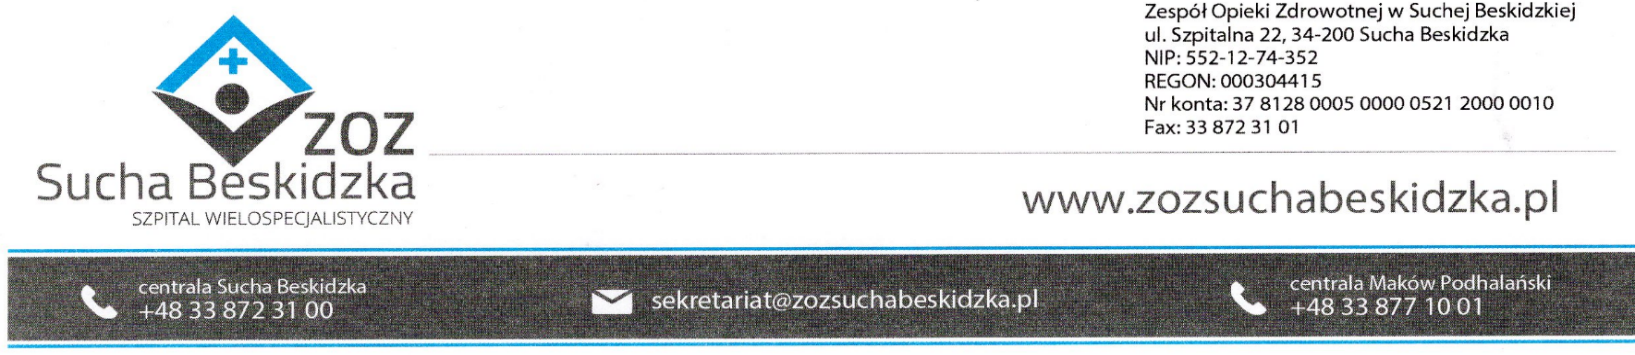 Zespół Opieki Zdrowotnej w Suchej Beskidzkiej
ul. Szpitalna 22, 34-200 Sucha Beskidzka
NIP: 552-12-74-352
REGON: 000304415
Nr konta: 37 8128 0005 0000 0521 2000 0010
Fax: 33 872 31 01
ZOZ
Sucha Beskidzka
SZPITAL WIELOSPECJALISTYCZNY
www.zozsuchabeskidzka.pl
centrala Sucha Beskidzka
+48 33 872 31 00
sekretariat@zozsuchabeskidzka.pl
centrala Maków Podhalański
+48 33 877 10 01